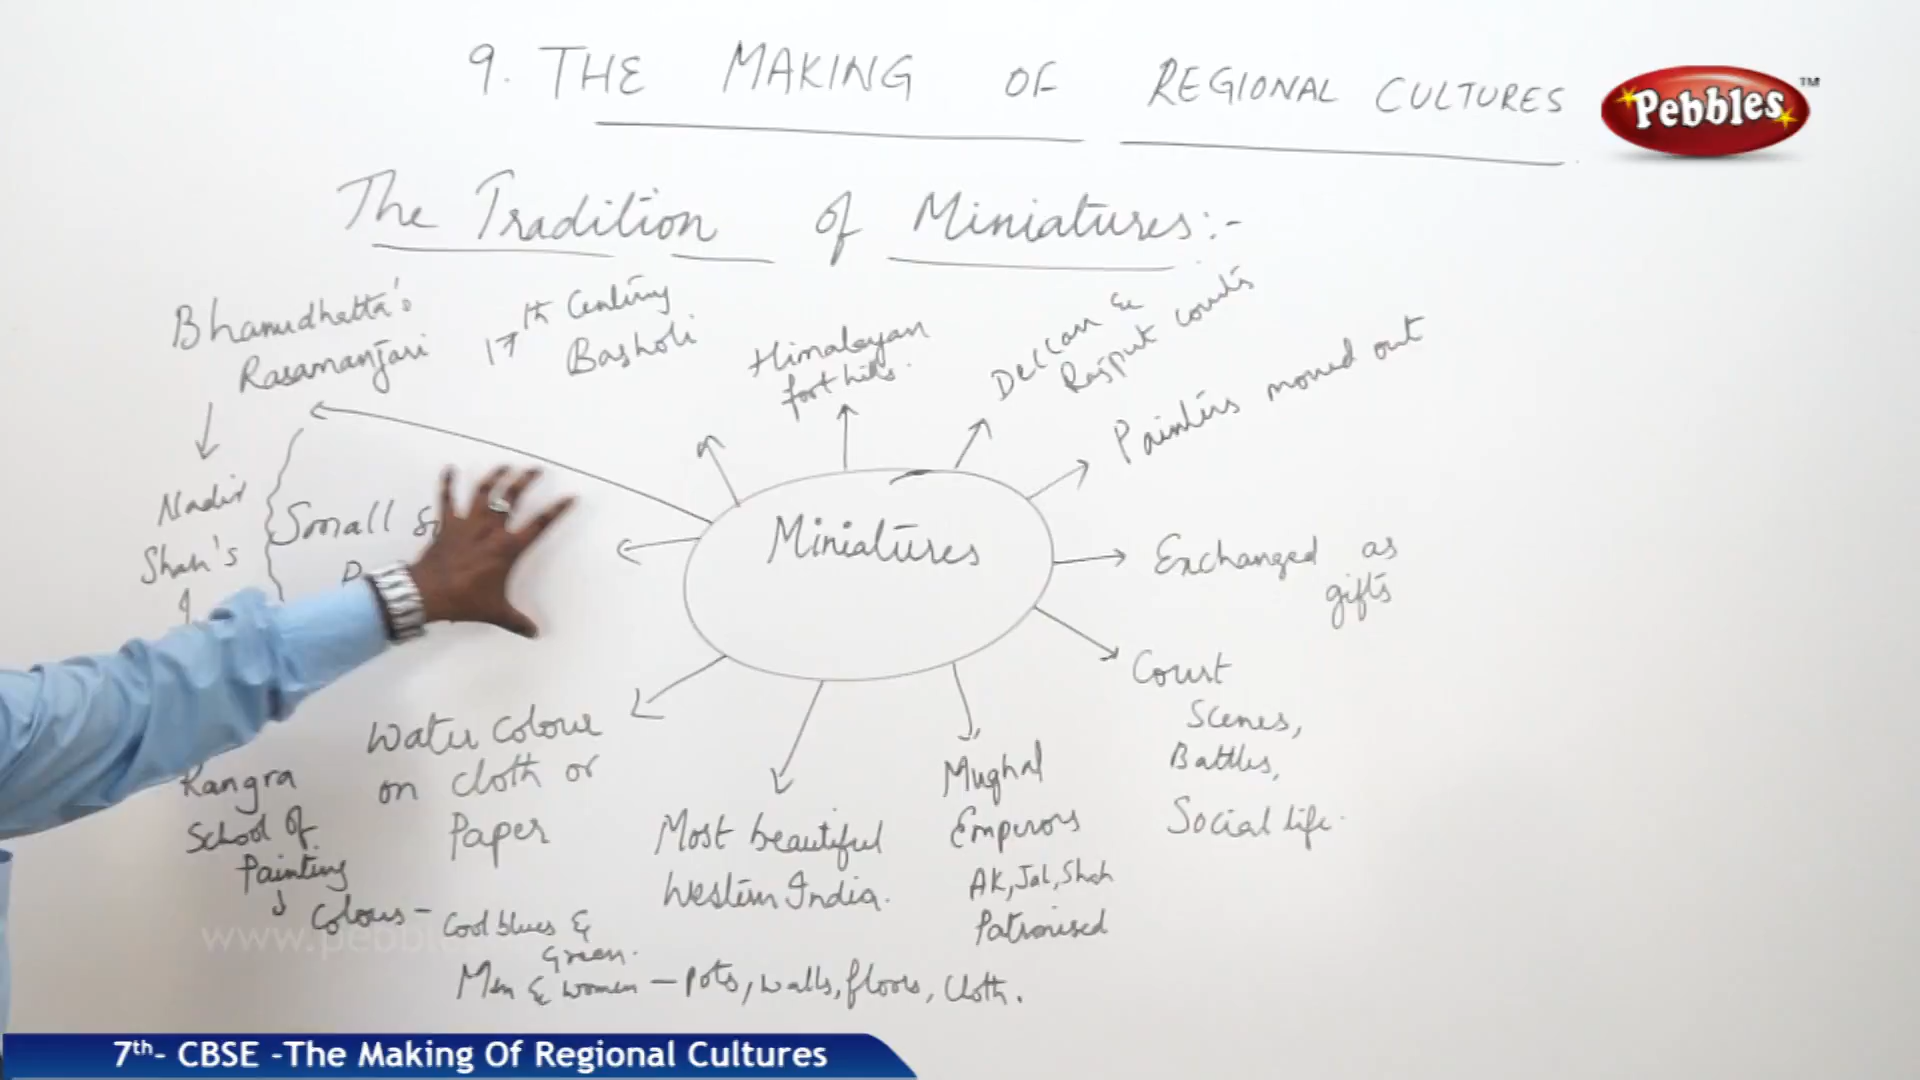 9. THE MAKING OF REGIONAL CULTURES
Pebbles™
The Tradition of Miniatures:-
Bhanudhatta's
Rasamanjari
17th Century
Basholi
Himalayan
foot hills.
Deccan &
Rajput courts
Painters moved out
Nadir
Shah's
Small
Miniatures
Exchanged as
gifts
Court
Scenes,
Battles,
Social life.
Water Colour
on cloth or
Paper
Most beautiful
Western India.
Mughal
Emperors
AK, Jal, Shah
Patronised
Kangra
School of
Painting
Colours - Cool blues &
Green.
Men & women - Pots, walls, floors, Cloth.
www.pebbl
7th- CBSE -The Making Of Regional Cultures